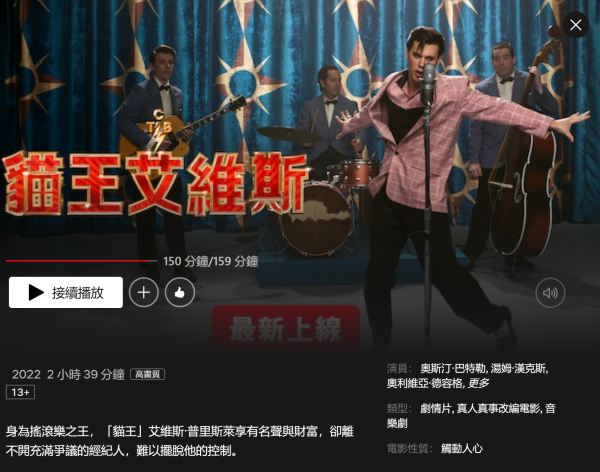 C
TB
貓王艾維斯
150 分鐘/159 分鐘
接續播放
最新上線
2022 2 小時 39 分鐘 高畫質
13+
身為搖滾樂之王，「貓王」艾維斯·普里斯萊享有名聲與財富，卻離
不開充滿爭議的經紀人，難以擺脫他的控制。
演員： 奧斯汀·巴特勒, 湯姆·漢克斯,
奧利維亞·德容格, 更多
類型： 劇情片, 真人真事改編電影, 音
樂劇
電影性質： 觸動人心